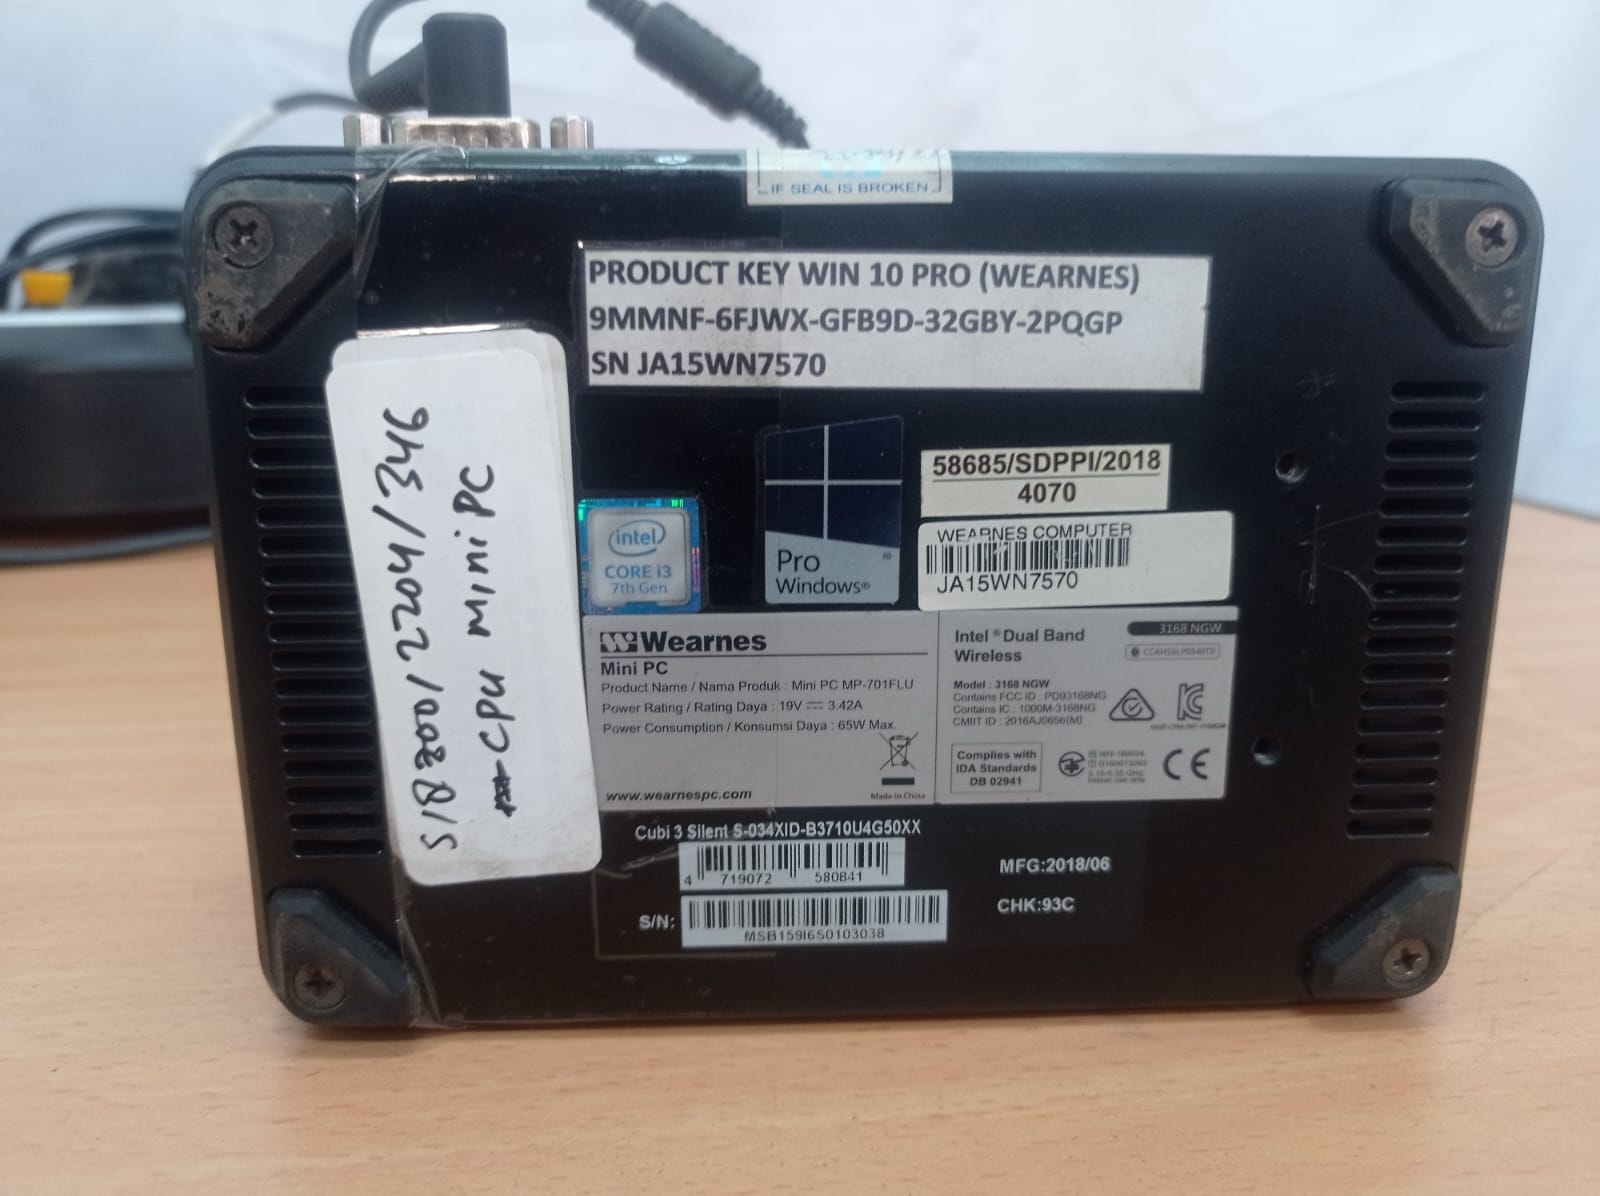 IF SEAL IS BROKEN
PRODUCT KEY WIN 10 PRO (WEARNES)
9MMNF-6FJWX-GFB9D-32GBY-2PQGP
SN JA15WN7570
S182001/2204/346
CPU MINI PC
intel
CORE i3
7th Gen
Pro
Windows®
58685/SDPPI/2018
4070
WEARNES COMPUTER
JA15WN7570
Wearnes
Mini PC
Product Name / Nama Produk : Mini PC MP-701FLU
Power Rating / Rating Daya : 19V 3.42A
Power Consumption / Konsumsi Daya : 65W Max.
www.wearnespc.com
Made in China
Intel® Dual Band
Wireless
3168 NGW
CCAH16LP0540T0
Model : 3168 NGW
Contains FCC ID : PD93168NG
Contains IC : 1000M-3168NG
CMIIT ID : 2016AJ0656(M)
Complies with
IDA Standards
DB 02941
CE
Cubi 3 Silent S-034XID-B3710U4G50XX
4 719072 580841
S/N:
MSB159I6S0103038
MFG:2018/06
CHK:93C